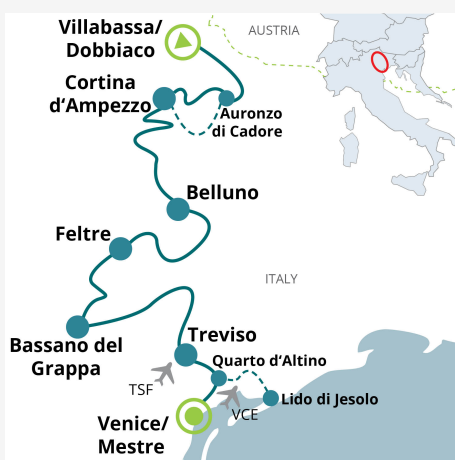 Villabassa/
Dobbiaco
AUSTRIA
Cortina
d'Ampezzo
Auronzo
di Cadore
Belluno
Feltre
ITALY
Bassano del
Grappa
Treviso
Quarto d'Altino
TSF
Lido di Jesolo
VCE
Venice/
Mestre